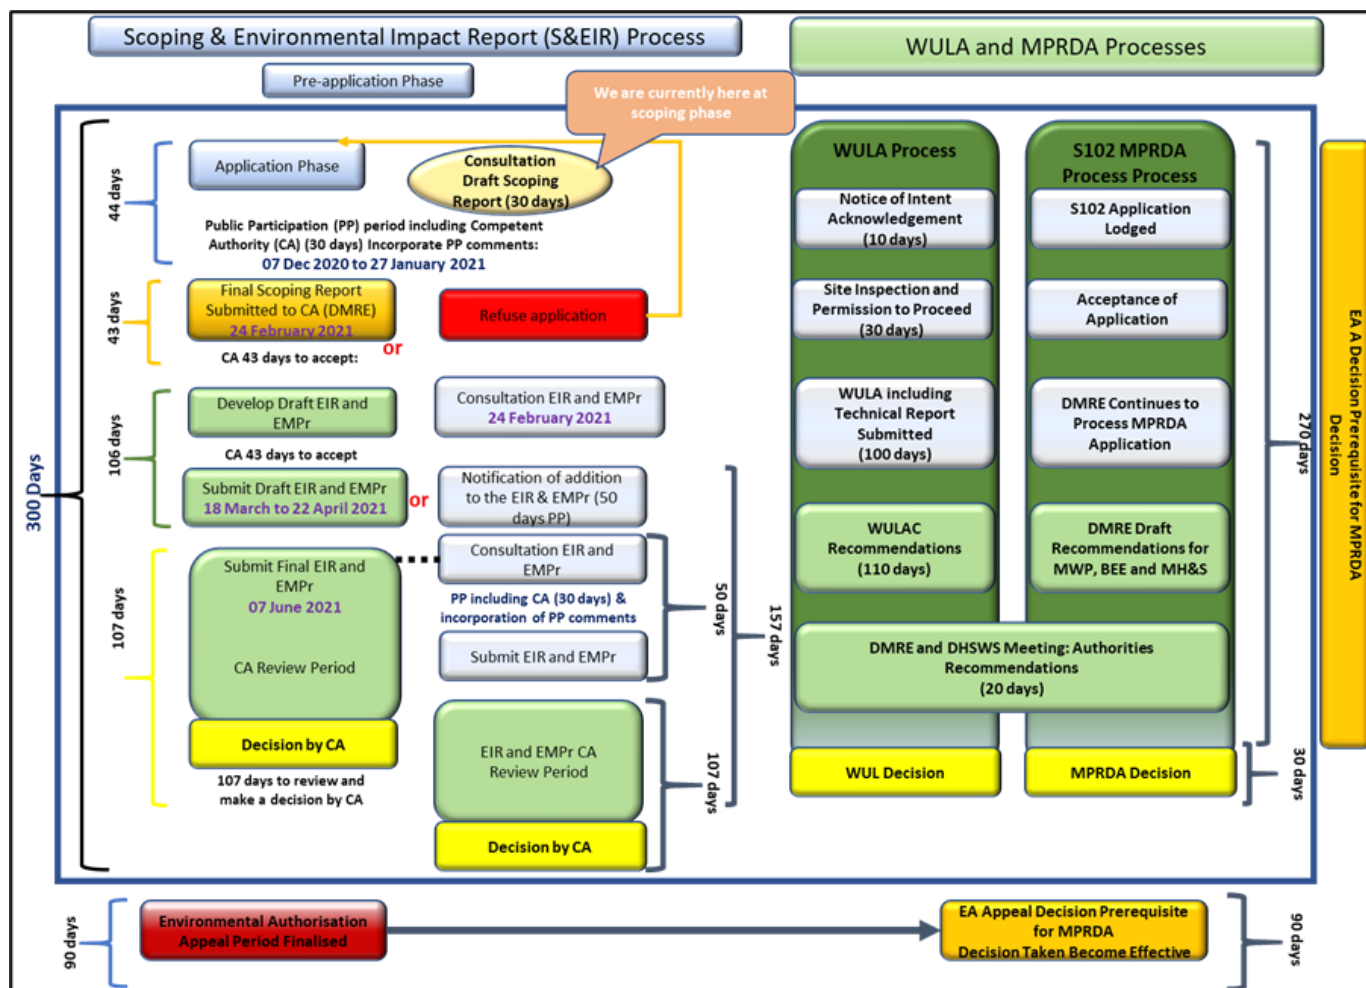 Scoping & Environmental Impact Report (S&EIR) Process
WULA and MPRDA Processes
Pre-application Phase
We are currently here at
scoping phase
300 Days
44 days
Application Phase
Consultation
Draft Scoping
Report (30 days)
Public Participation (PP) period including Competent
Authority (CA) (30 days) Incorporate PP comments:
07 Dec 2020 to 27 January 2021
43 days
Final Scoping Report
Submitted to CA (DMRE)
24 February 2021
or
Refuse application
CA 43 days to accept:
106 days
Develop Draft EIR and
EMPr
Consultation EIR and EMPr
24 February 2021
CA 43 days to accept
Submit Draft EIR and EMPr
18 March to 22 April 2021
or
Notification of addition
to the EIR & EMPr (50
days PP)
107 days
Submit Final EIR and
EMPr
07 June 2021
CA Review Period
Decision by CA
107 days to review and
make a decision by CA
Consultation EIR and
EMPr
PP including CA (30 days) &
incorporation of PP comments
Submit EIR and EMPr
50 days
157 days
EIR and EMPr CA
Review Period
Decision by CA
107 days
WULA Process
Notice of Intent
Acknowledgement
(10 days)
Site Inspection and
Permission to Proceed
(30 days)
WULA including
Technical Report
Submitted
(100 days)
WULAC
Recommendations
(110 days)
S102 MPRDA
Process Process
S102 Application
Lodged
Acceptance of
Application
DMRE Continues to
Process MPRDA
Application
DMRE Draft
Recommendations for
MWP, BEE and MH&S
DMRE and DHSWS Meeting: Authorities
Recommendations
(20 days)
WUL Decision
MPRDA Decision
270 days
30 days
EA A Decision Prerequisite for MPRDA
Decision
90 days
Environmental Authorisation
Appeal Period Finalised
EA Appeal Decision Prerequisite
for MPRDA
Decision Taken Become Effective
90 days